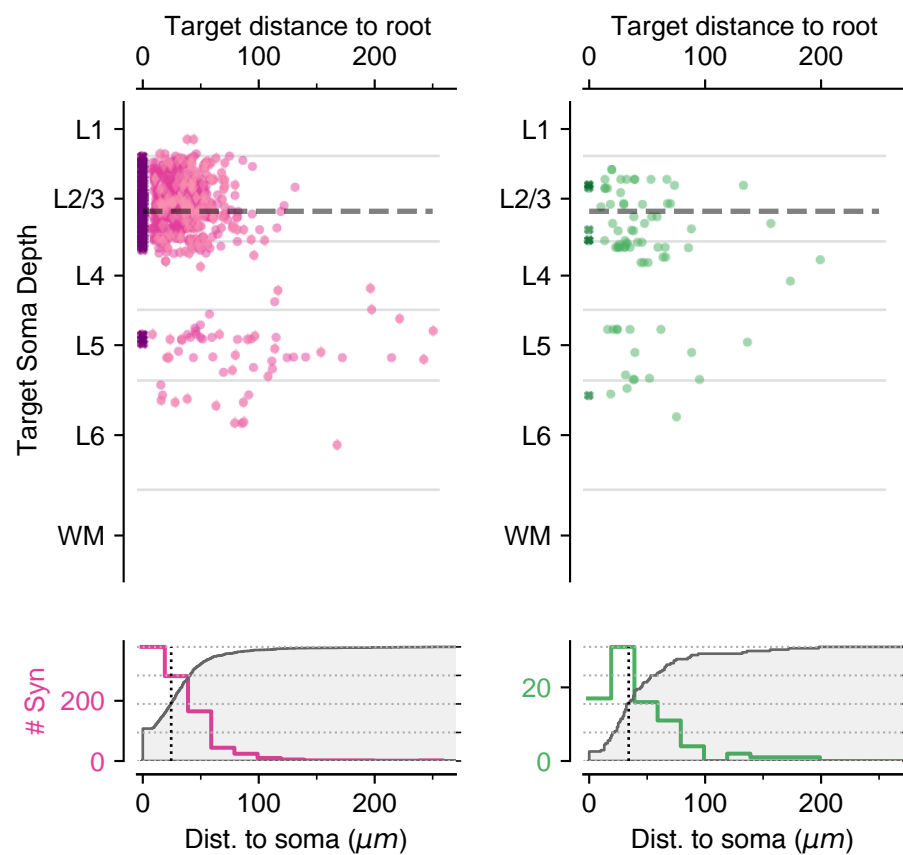 Target distance to root
0 100 200
Target distance to root
0 100 200
Target Soma Depth
L1
L2/3
L4
L5
L6
WM
L1
L2/3
L4
L5
L6
WM
# Syn
200
0
20
0
0 100 200
Dist. to soma (μm)
0 100 200
Dist. to soma (μm)